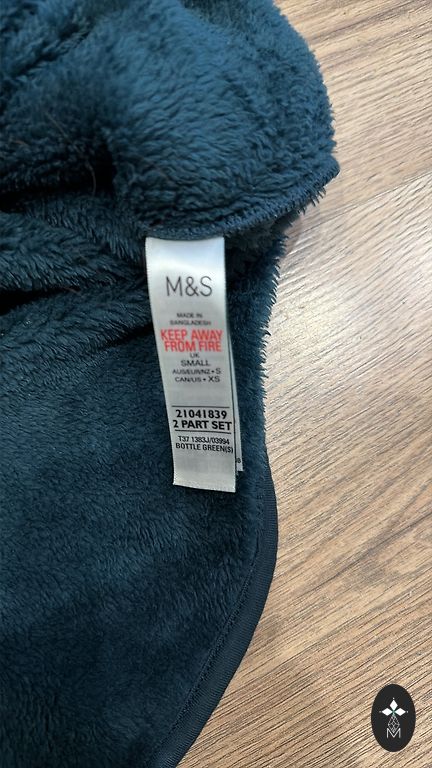 M&S
MADE IN
BANGLADESH
KEEP AWAY
FROM FIRE
UK
SMALL
AUS/EUR/NZ • S
CAN/US • XS
21041839
2 PART SET
T37 1383J/03994
BOTTLE GREEN(S)
M